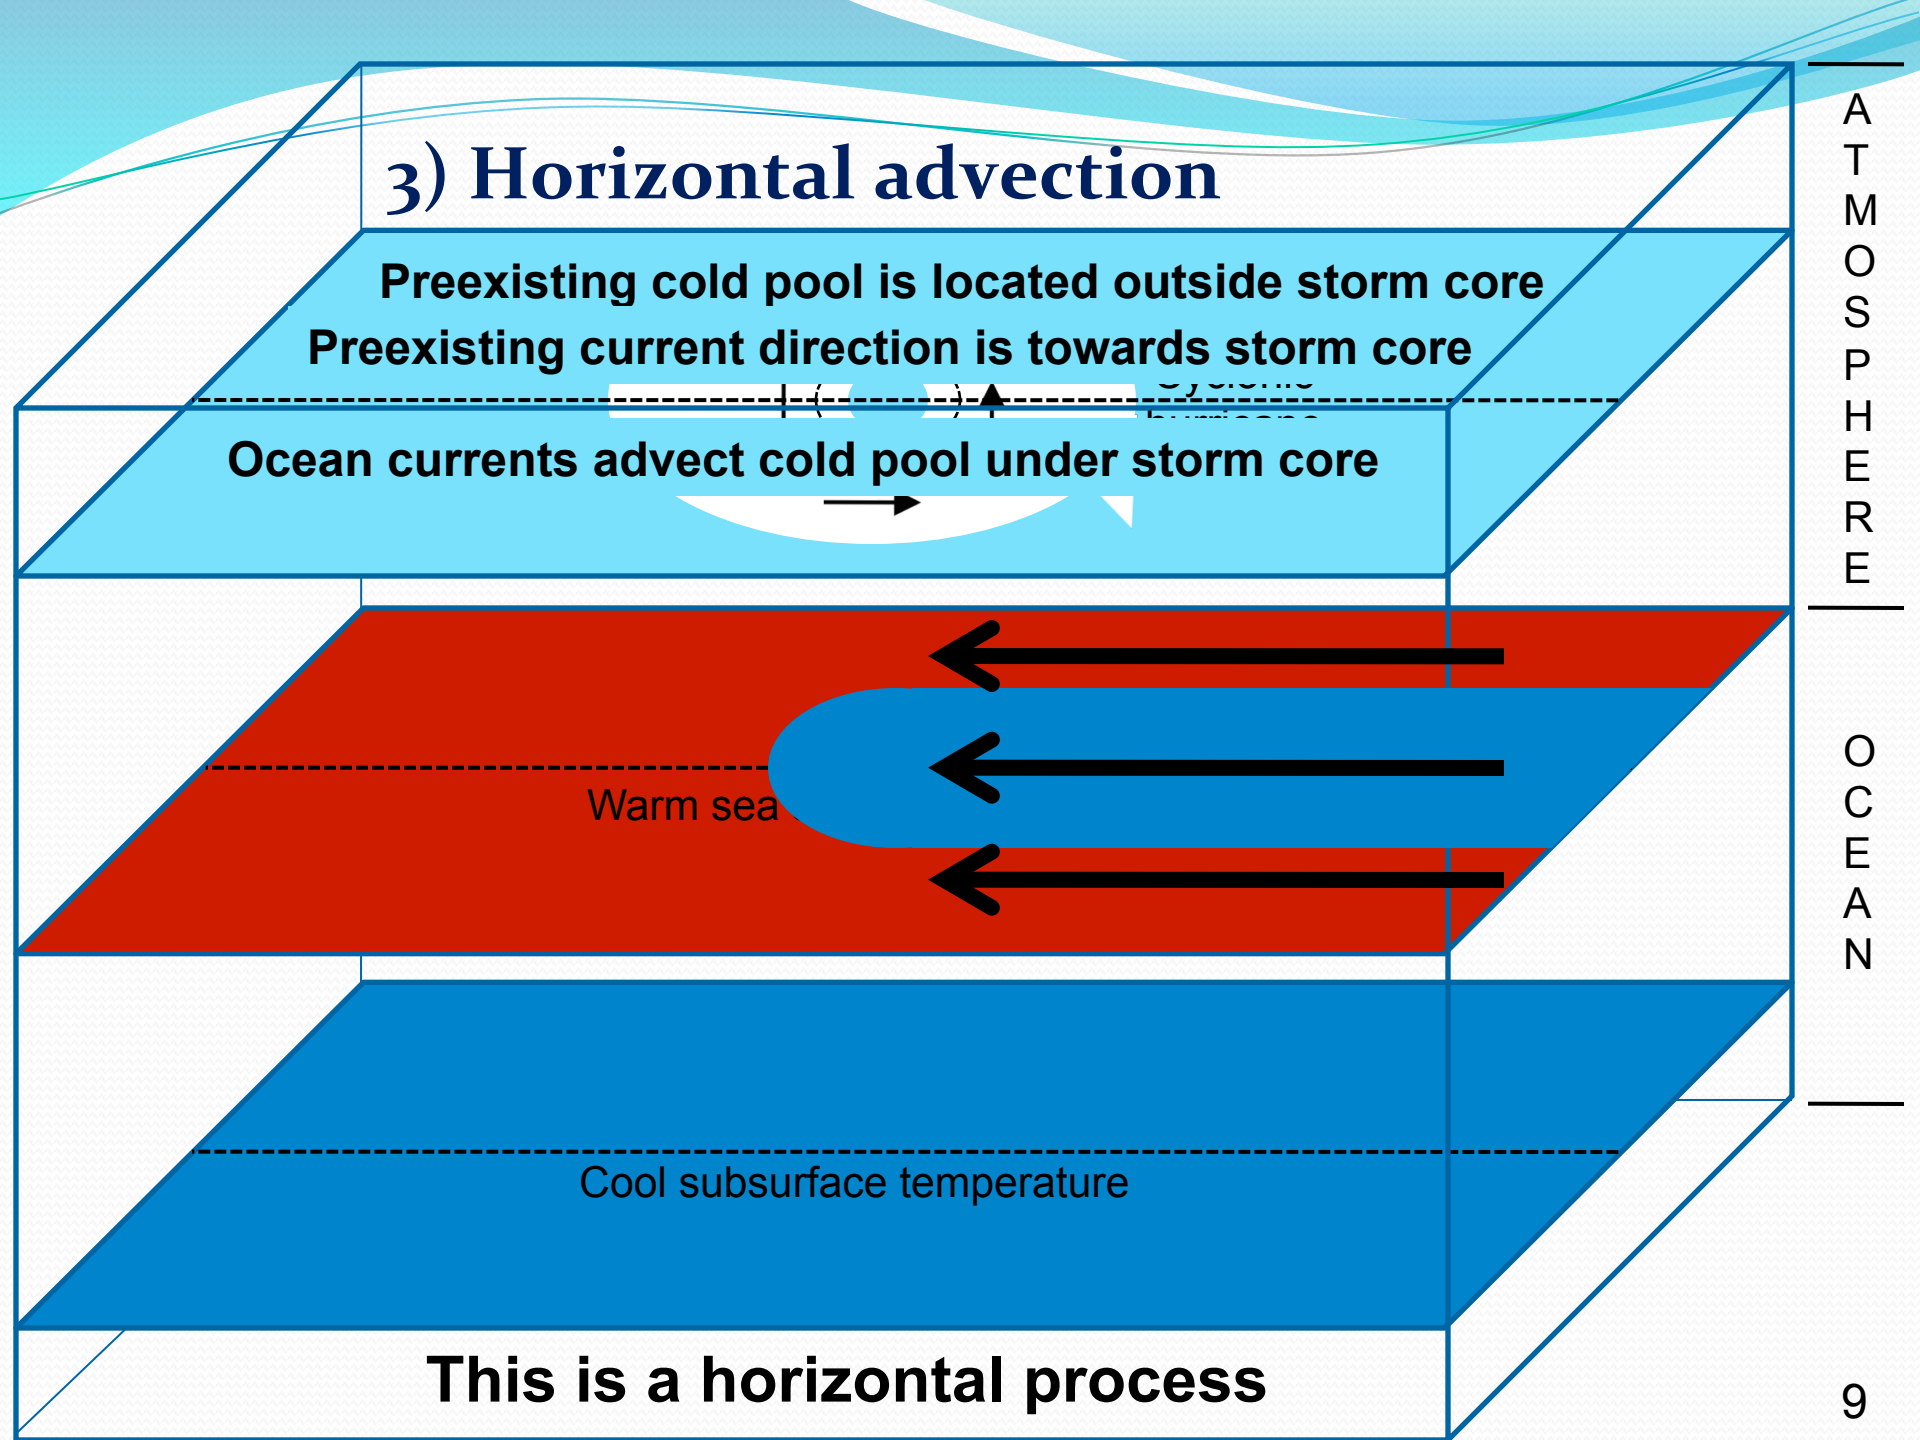 3) Horizontal advection
Preexisting cold pool is located outside storm core
Preexisting current direction is towards storm core
Ocean currents advect cold pool under storm core
Warm sea
Cool subsurface temperature
This is a horizontal process
ATMOSPHERE
OCEAN
9